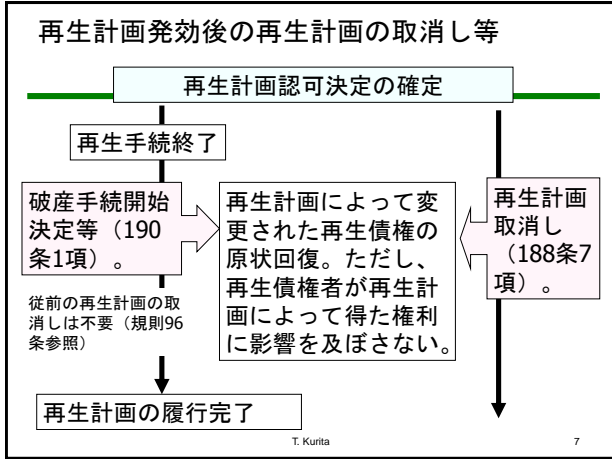 再生計画発効後の再生計画の取消し等
再生計画認可決定の確定
再生手続終了
破産手続開始
決定等（190
条1項）。
再生計画によって変
更された再生債権の
原状回復。ただし、
再生債権者が再生計
画によって得た権利
に影響を及ぼさない。
再生計画
取消し
（188条7
項）。
従前の再生計画の取
消しは不要（規則96
条参照）
再生計画の履行完了
T. Kurita
7